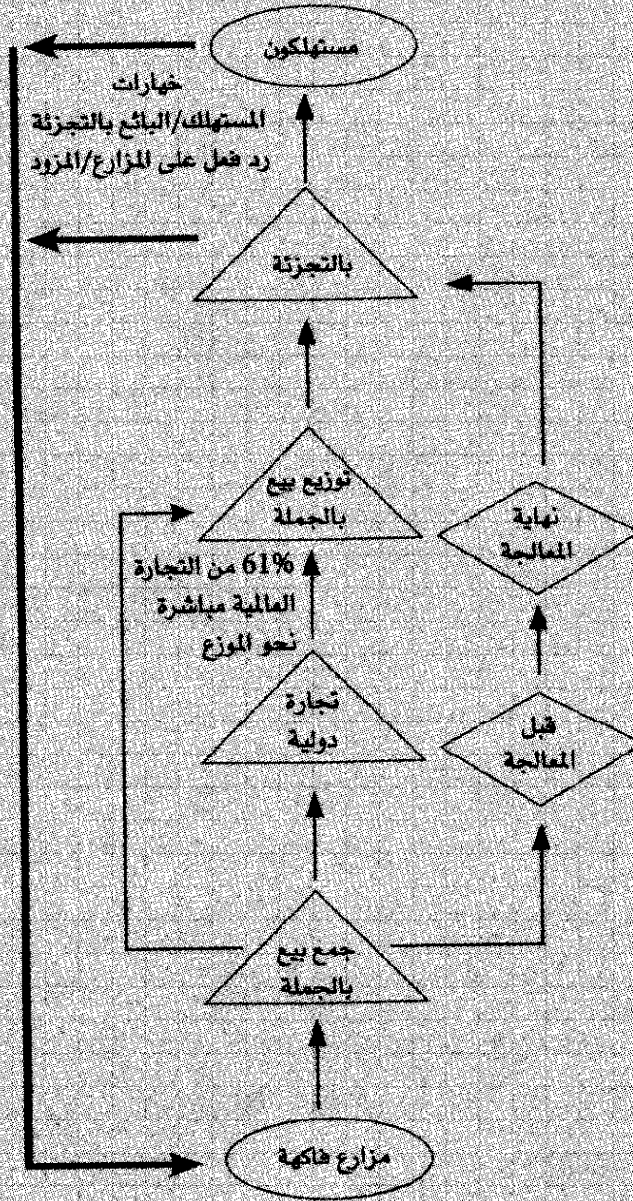 مستهلكون
خيارات
المستهلك/البائع بالتجزئة
رد فعل على المزارع/المزود
بالتجزئة
توزيع بيع
بالجملة
نهاية
المعالجة
61% من التجارة
العالمية مباشرة
نحو الموزع
تجارة
دولية
قبل
المعالجة
جمع بيع
بالجملة
مزارع فاكهة